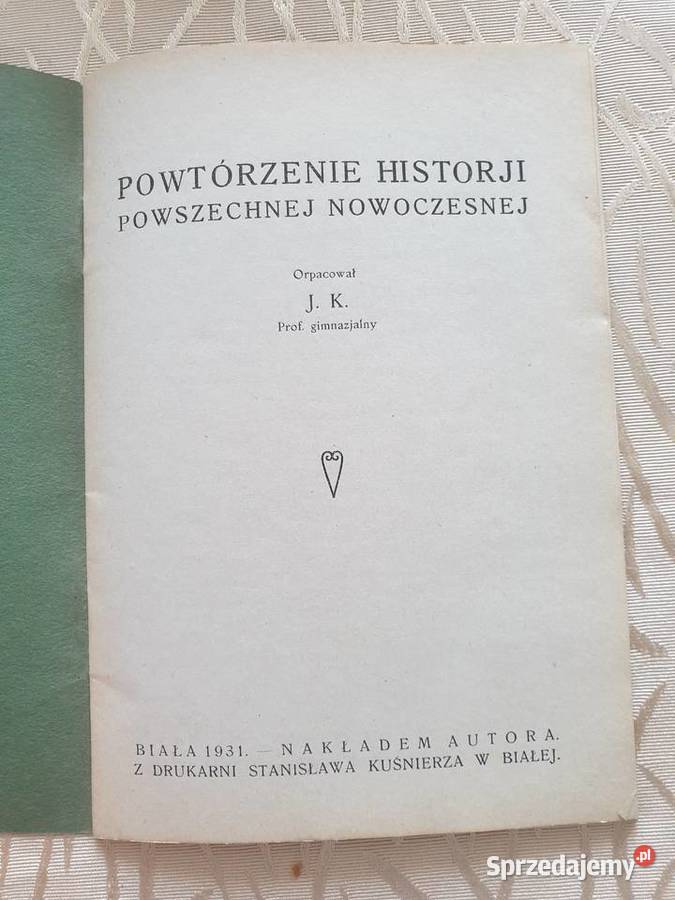 POWTÓRZENIE HISTORJI
POWSZECHNEJ NOWOCZESNEJ
Orpacował
J. K.
Prof. gimnazjalny
BIAŁA 1931. — NAKŁADEM AUTORA.
Z DRUKARNI STANISŁAWA KUŚNIERZA W BIAŁEJ.
Sprzedajemy.pl